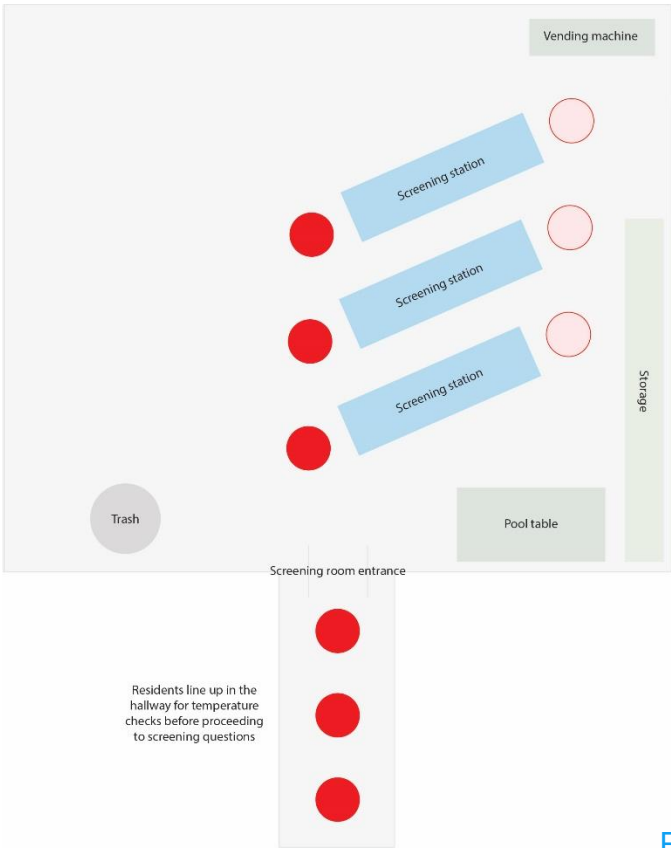 Vending machine
Screening station
Screening station
Screening station
Storage
Trash
Pool table
Screening room entrance
Residents line up in the
hallway for temperature
checks before proceeding
to screening questions